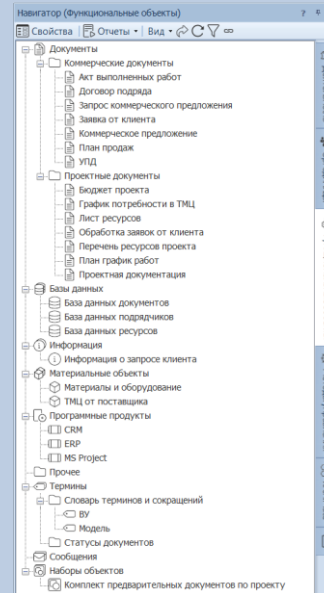 Навигатор (Функциональные объекты) ?
Свойства Отчеты Вид
Документы
Коммерческие документы
Акт выполненных работ
Договор подряда
Запрос коммерческого предложения
Заявка от клиента
Коммерческое предложение
План продаж
УПД
Проектные документы
Бюджет проекта
График потребности в ТМЦ
Лист ресурсов
Обработка заявок от клиента
Перечень ресурсов проекта
План график работ
Проектная документация
Базы данных
База данных документов
База данных подрядчиков
База данных ресурсов
Информация
Информация о запросе клиента
Материальные объекты
Материалы и оборудование
ТМЦ от поставщика
Программные продукты
CRM
ERP
MS Project
Прочее
Термины
Словарь терминов и сокращений
ВУ
Модель
Статусы документов
Сообщения
Наборы объектов
Комплект предварительных документов по проекту